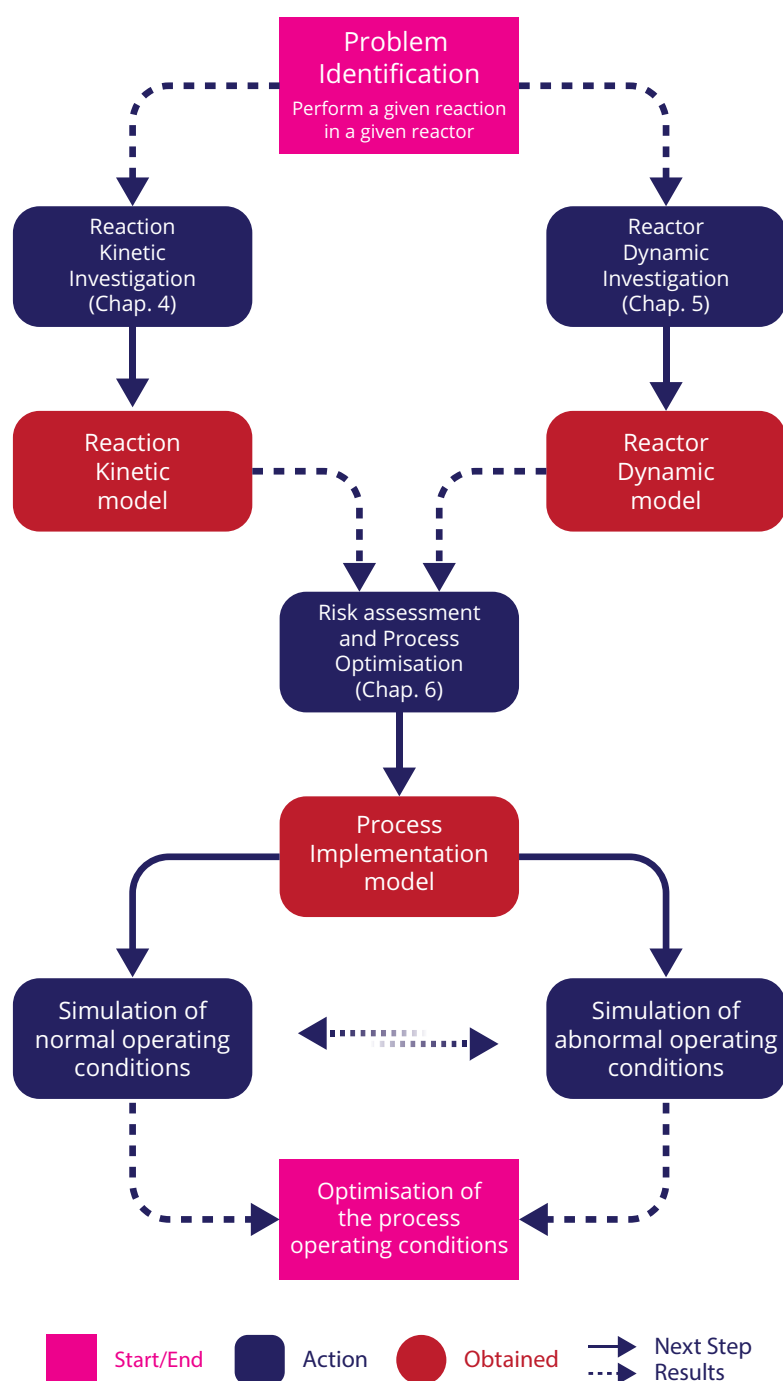 Problem
Identification
Perform a given reaction
in a given reactor
Reaction
Kinetic
Investigation
(Chap. 4)
Reactor
Dynamic
Investigation
(Chap. 5)
Reaction
Kinetic
model
Reactor
Dynamic
model
Risk assessment
and Process
Optimisation
(Chap. 6)
Process
Implementation
model
Simulation of
normal operating
conditions
Simulation of
abnormal operating
conditions
Optimisation of
the process
operating conditions
Start/End
Action
Obtained
Next Step
Results